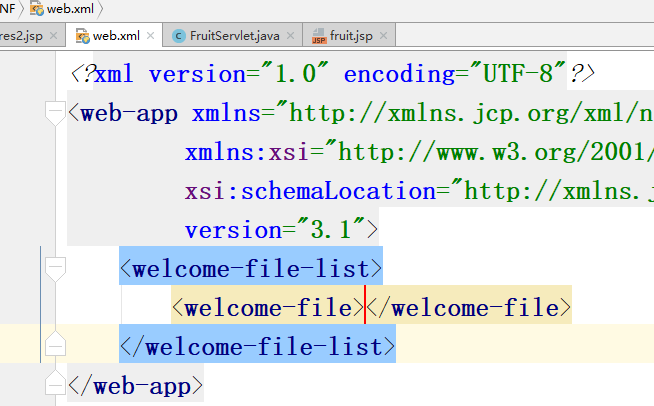 NF web.xml
res2.jsp web.xml FruitServlet.java fruit.jsp
<?xml version="1.0" encoding="UTF-8"?>
<web-app xmlns="http://xmlns.jcp.org/xml/n
xmlns:xsi="http://www.w3.org/2001/
xsi:schemaLocation="http://xmlns.j
version="3.1">
<welcome-file-list>
<welcome-file></welcome-file>
</welcome-file-list>
</web-app>